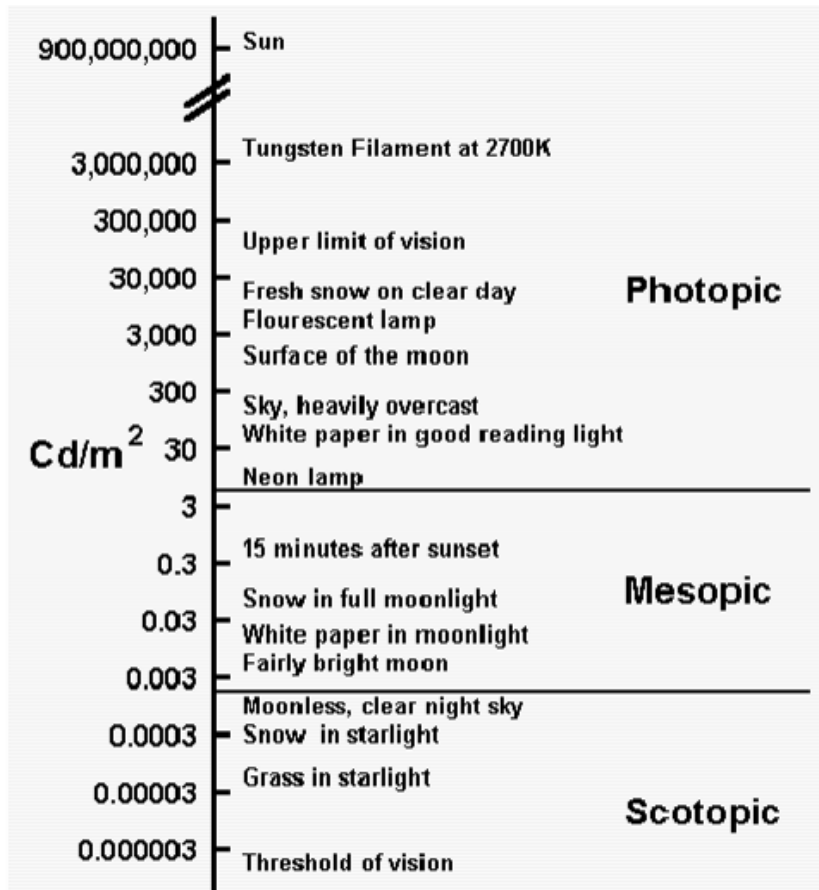 900,000,000 Sun
3,000,000 Tungsten Filament at 2700K
300,000
Upper limit of vision
30,000
Fresh snow on clear day Photopic
Flourescent lamp
3,000
Surface of the moon
300
Sky, heavily overcast
White paper in good reading light
Cd/m² 30
Neon lamp
3
15 minutes after sunset
0.3
Snow in full moonlight Mesopic
0.03
White paper in moonlight
Fairly bright moon
0.003
Moonless, clear night sky
0.0003 Snow in starlight
Grass in starlight
0.00003
Scotopic
0.000003
Threshold of vision